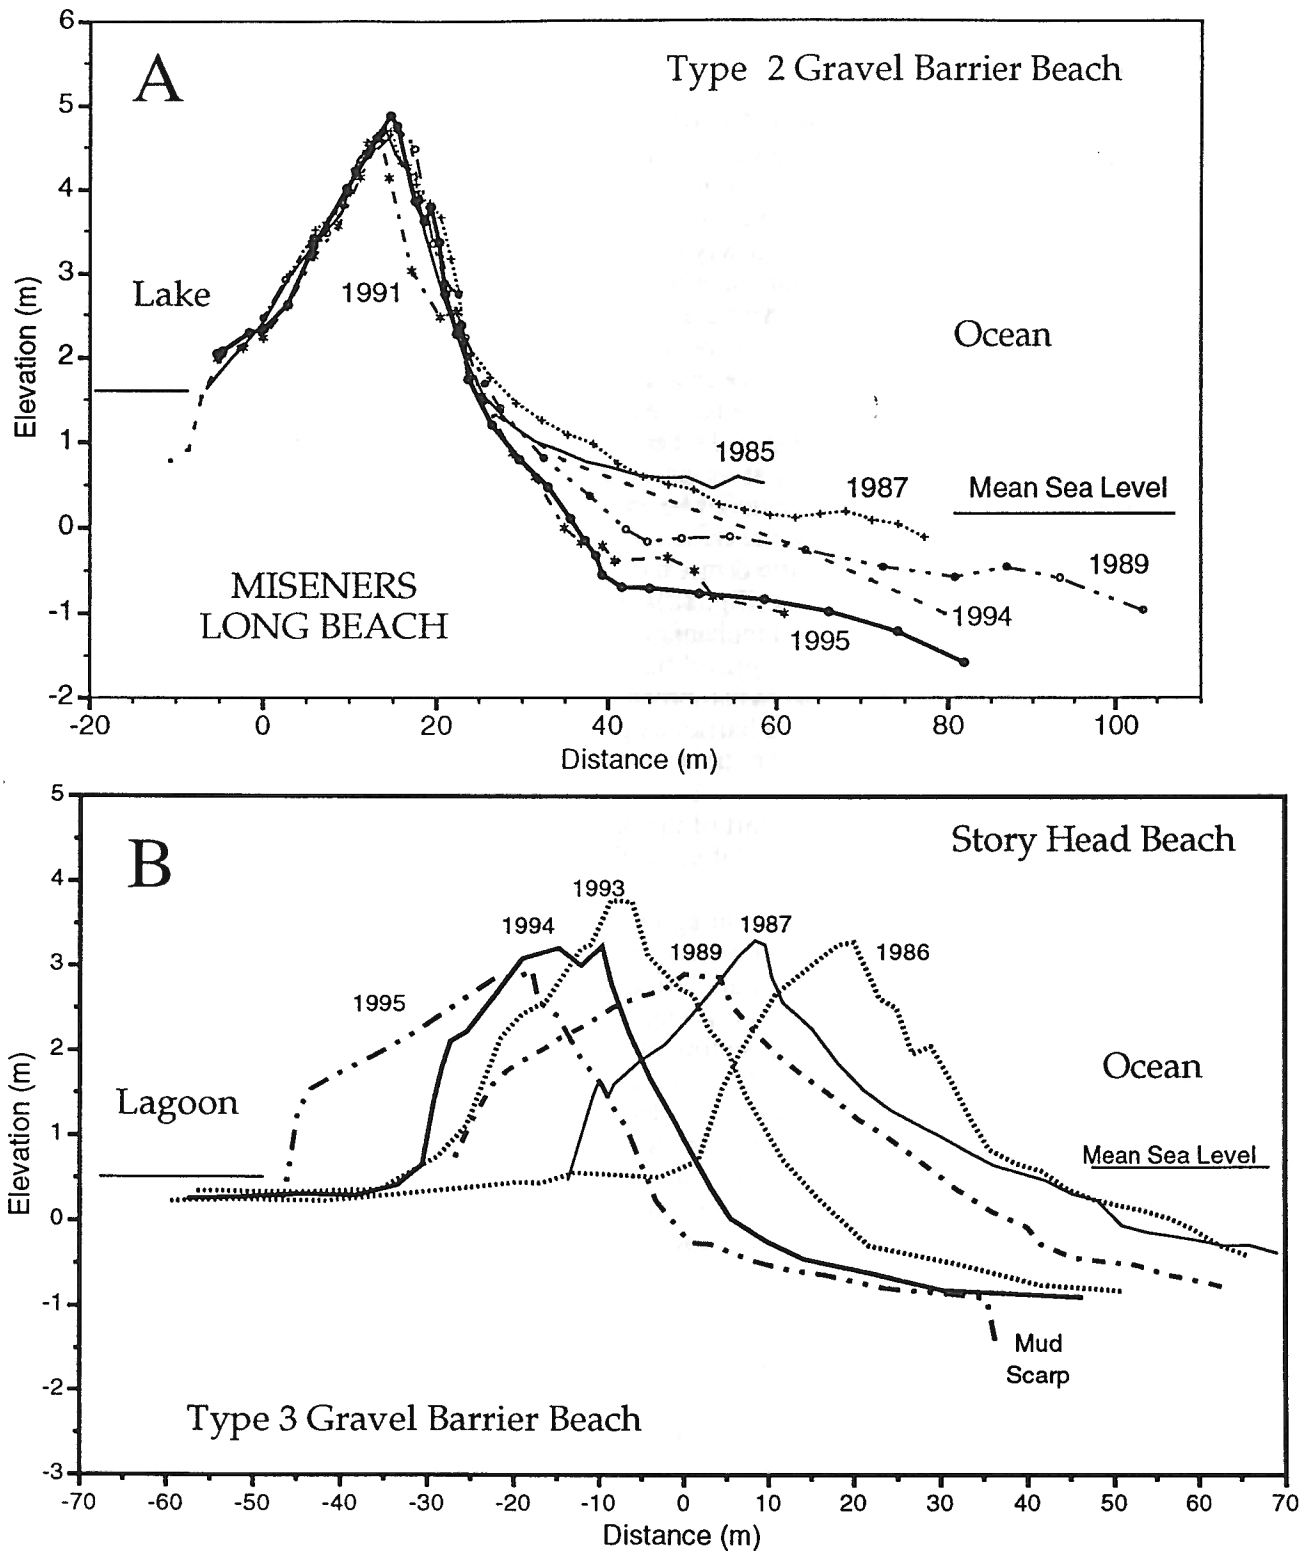 6
5
4
3
2
1
0
-1
-2
Elevation (m)
A
Type 2 Gravel Barrier Beach
Lake
1991
Ocean
1985
1987
Mean Sea Level
1989
1994
1995
MISENERS
LONG BEACH
-20 0 20 40 60 80 100
Distance (m)
5
4
3
2
1
0
-1
-2
-3
Elevation (m)
B
Story Head Beach
1993
1994
1987
1989
1986
1995
Lagoon
Ocean
Mean Sea Level
Mud
Scarp
Type 3 Gravel Barrier Beach
-70 -60 -50 -40 -30 -20 -10 0 10 20 30 40 50 60 70
Distance (m)